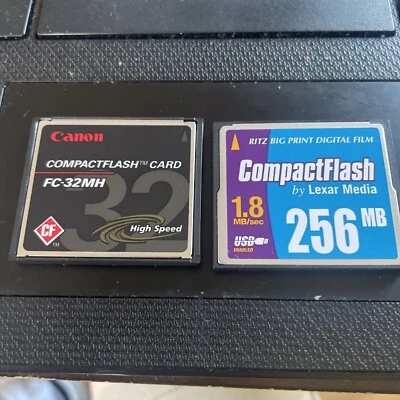 Canon
COMPACTFLASH™ CARD
FC-32MH
32
CF
TM
High Speed
RITZ BIG PRINT DIGITAL FILM
CompactFlash
by Lexar Media
1.8
MB/sec
USB
ENABLED
256 MB